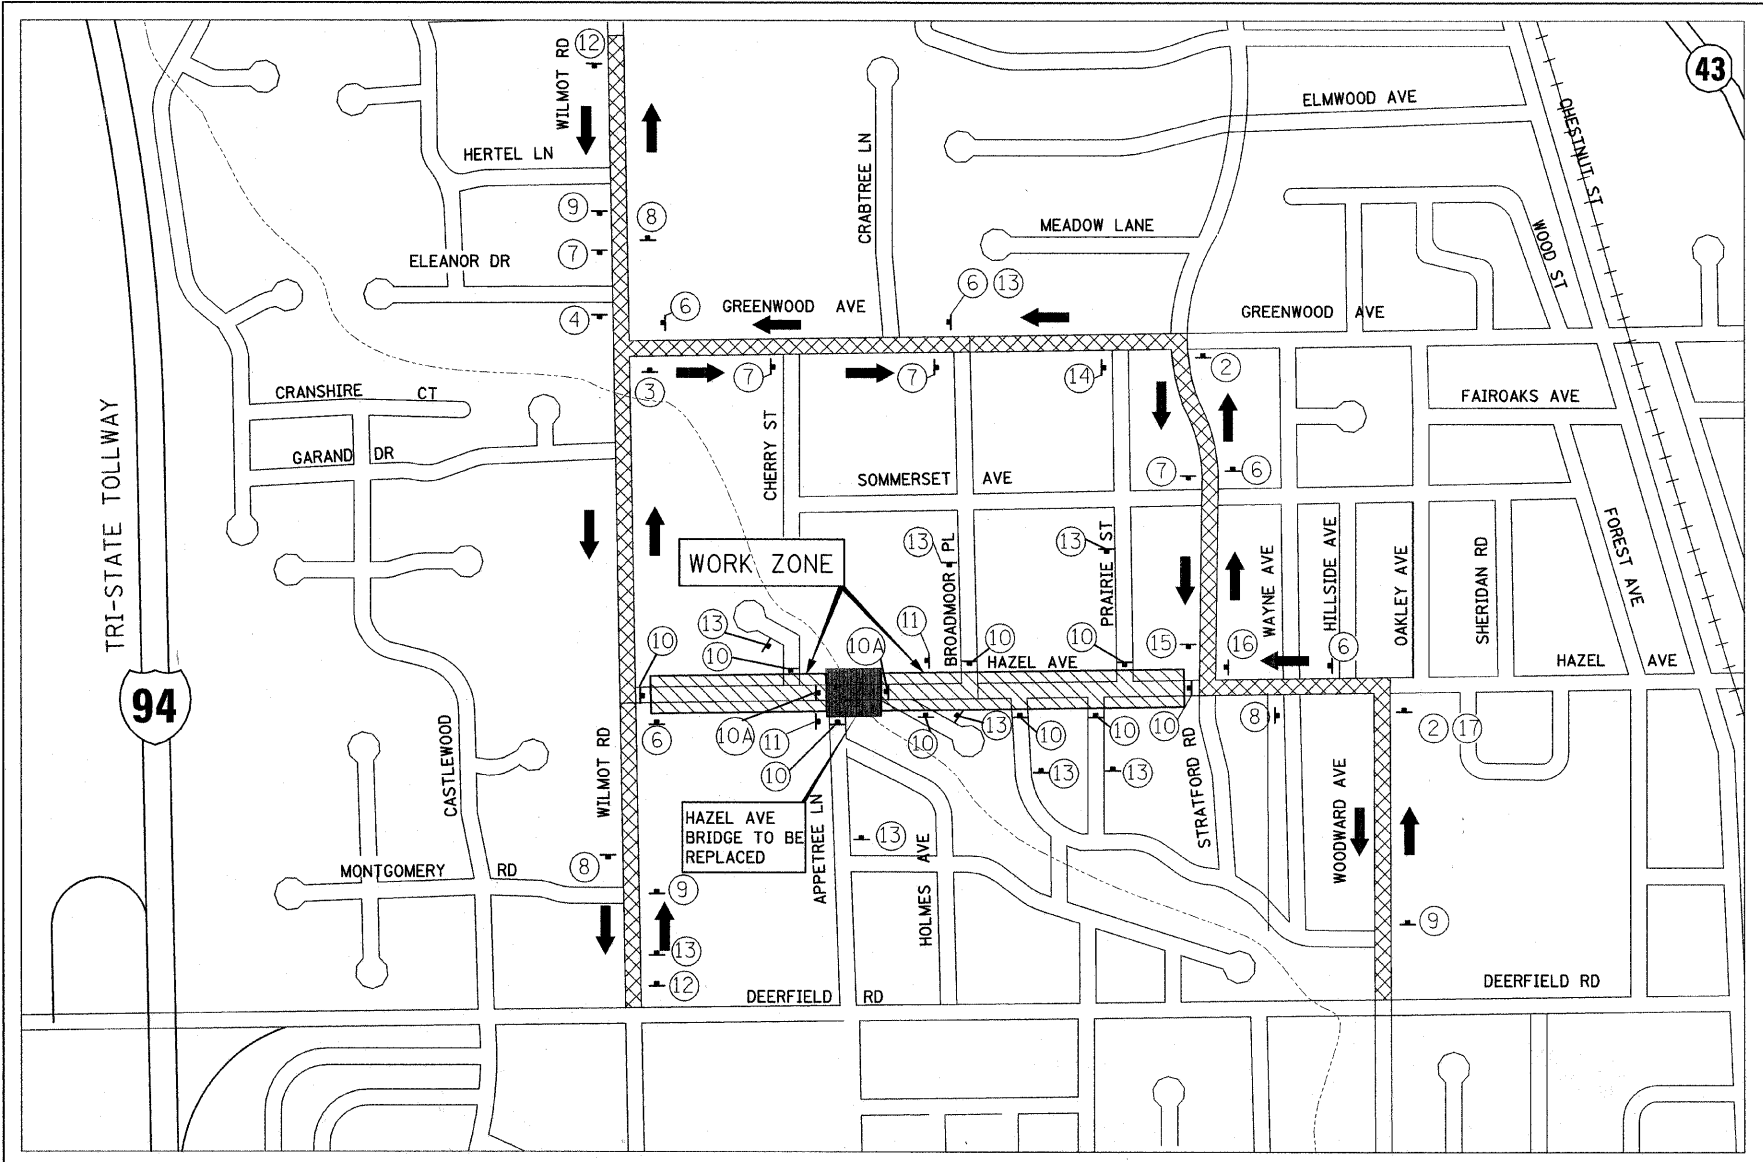 WILMOT RD
12
43
ELMWOOD AVE
CHESTNUT ST
HERTEL LN
CRABTREE LN
9
8
MEADOW LANE
WOOD ST
7
ELEANOR DR
6
GREENWOOD AVE
6 13
GREENWOOD AVE
4
3
7
7
14
2
CRANSHIRE CT
FAIROAKS AVE
TRI-STATE TOLLWAY
GARAND DR
CHERRY ST
SOMMERSET AVE
7
6
WORK ZONE
13
BROADMOOR PL
13
PRAIRIE ST
WAYNE AVE
HILLSIDE AVE
OAKLEY AVE
SHERIDAN RD
FOREST AVE
10
13
10
10A
11
10
HAZEL AVE
10
15
16
6
HAZEL AVE
94
CASTLEWOOD
WILMOT RD
6
10A
11
10
10
13
10
10
10
STRATFORD RD
8
2 17
13
13
WOODWARD AVE
HAZEL AVE
BRIDGE TO BE
REPLACED
APPETREE LN
13
HOLMES AVE
8
MONTGOMERY RD
9
9
13
12
DEERFIELD RD
DEERFIELD RD